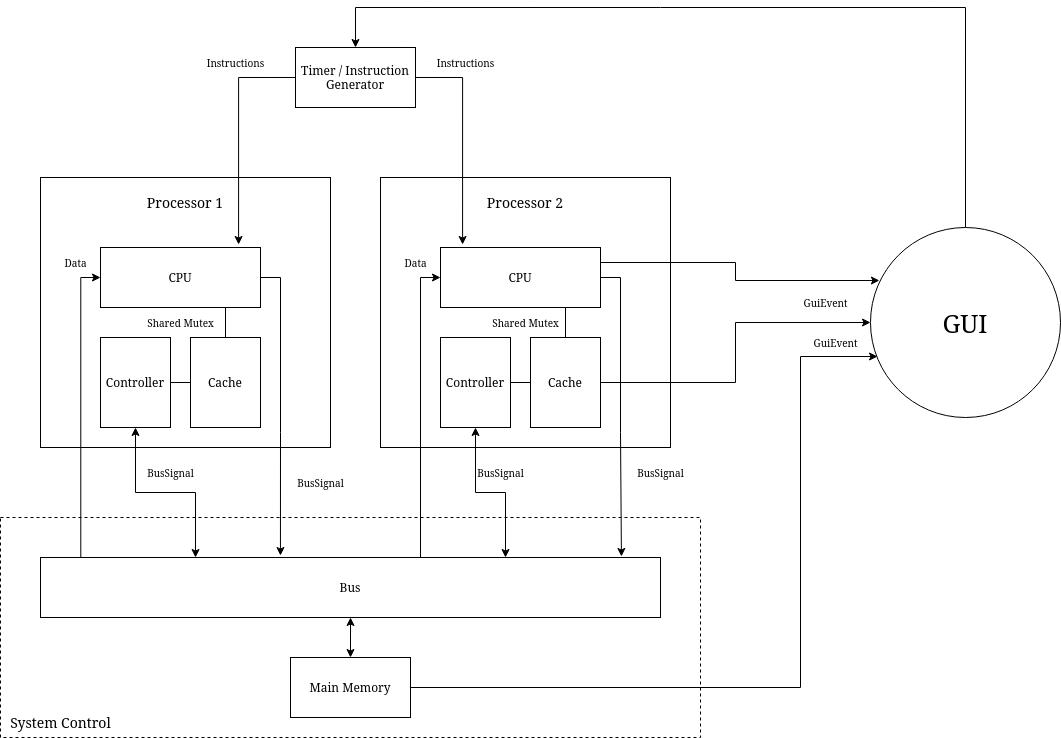 Instructions
Instructions
Timer / Instruction
Generator
Processor 1
Processor 2
Data
CPU
Data
CPU
GuiEvent
GUI
Shared Mutex
Shared Mutex
GuiEvent
Controller
Cache
Controller
Cache
BusSignal
BusSignal
BusSignal
BusSignal
Bus
Main Memory
System Control